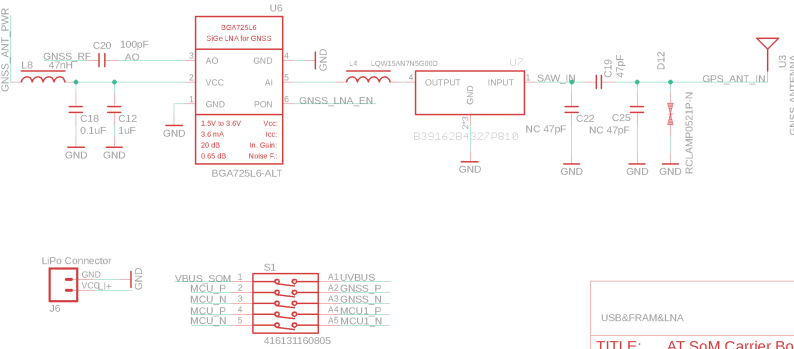 U6
BGA725L6
SiGe LNA for GNSS
GNSS_ANT_PWR
C20
100pF
AO
GNSS_RF
L8
47nH
3
AO
GND
4
GND
2
VCC
AI
5
1
GND
PON
6
GNSS_LNA_EN
GND
C18
0.1uF
GND
C12
1uF
GND
1.5V to 3.6V
Vcc:
3.6 mA
Icc:
20 dB
In. Gain:
0.65 dB
Noise F.:
BGA725L6-ALT
L4
LQW15AN7N5G00D
U7
4
OUTPUT
INPUT
1
GND
2*3
B39162B4327P810
GND
SAW_IN
C19
47pF
C22
NC 47pF
GND
C25
NC 47pF
GND
D12
RCLAMP0521P-N
GND
GPS_ANT_IN
U3
GNSS_ANTENNA
LiPo Connector
GND
GND
J6
S1
VBUS_SOM 1
A1 UVBUS
MCU_P 2
A2 GNSS_P
MCU_N 3
A3 GNSS_N
MCU_P 4
A4 MCU1_P
MCU_N 5
A5 MCU1_N
416131160805
USB&FRAM&LNA
TITLE: AT SoM Carrier Bo